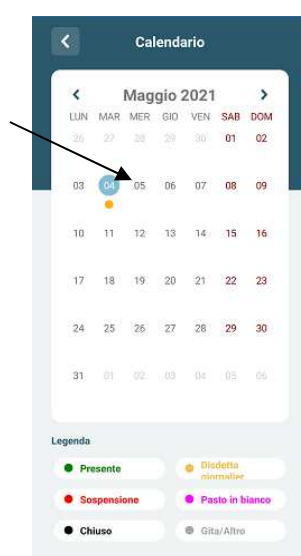 Calendario
Maggio 2021
LUN MAR MER GIO VEN SAB DOM
26 27 28 29 30 01 02
03 04 05 06 07 08 09
10 11 12 13 14 15 16
17 18 19 20 21 22 23
24 25 26 27 28 29 30
31 01 02 03 04 05 06
Legenda
Presente
Disdetta
giornalier
Sospensione
Pasto in bianco
Chiuso
Gita/Altro